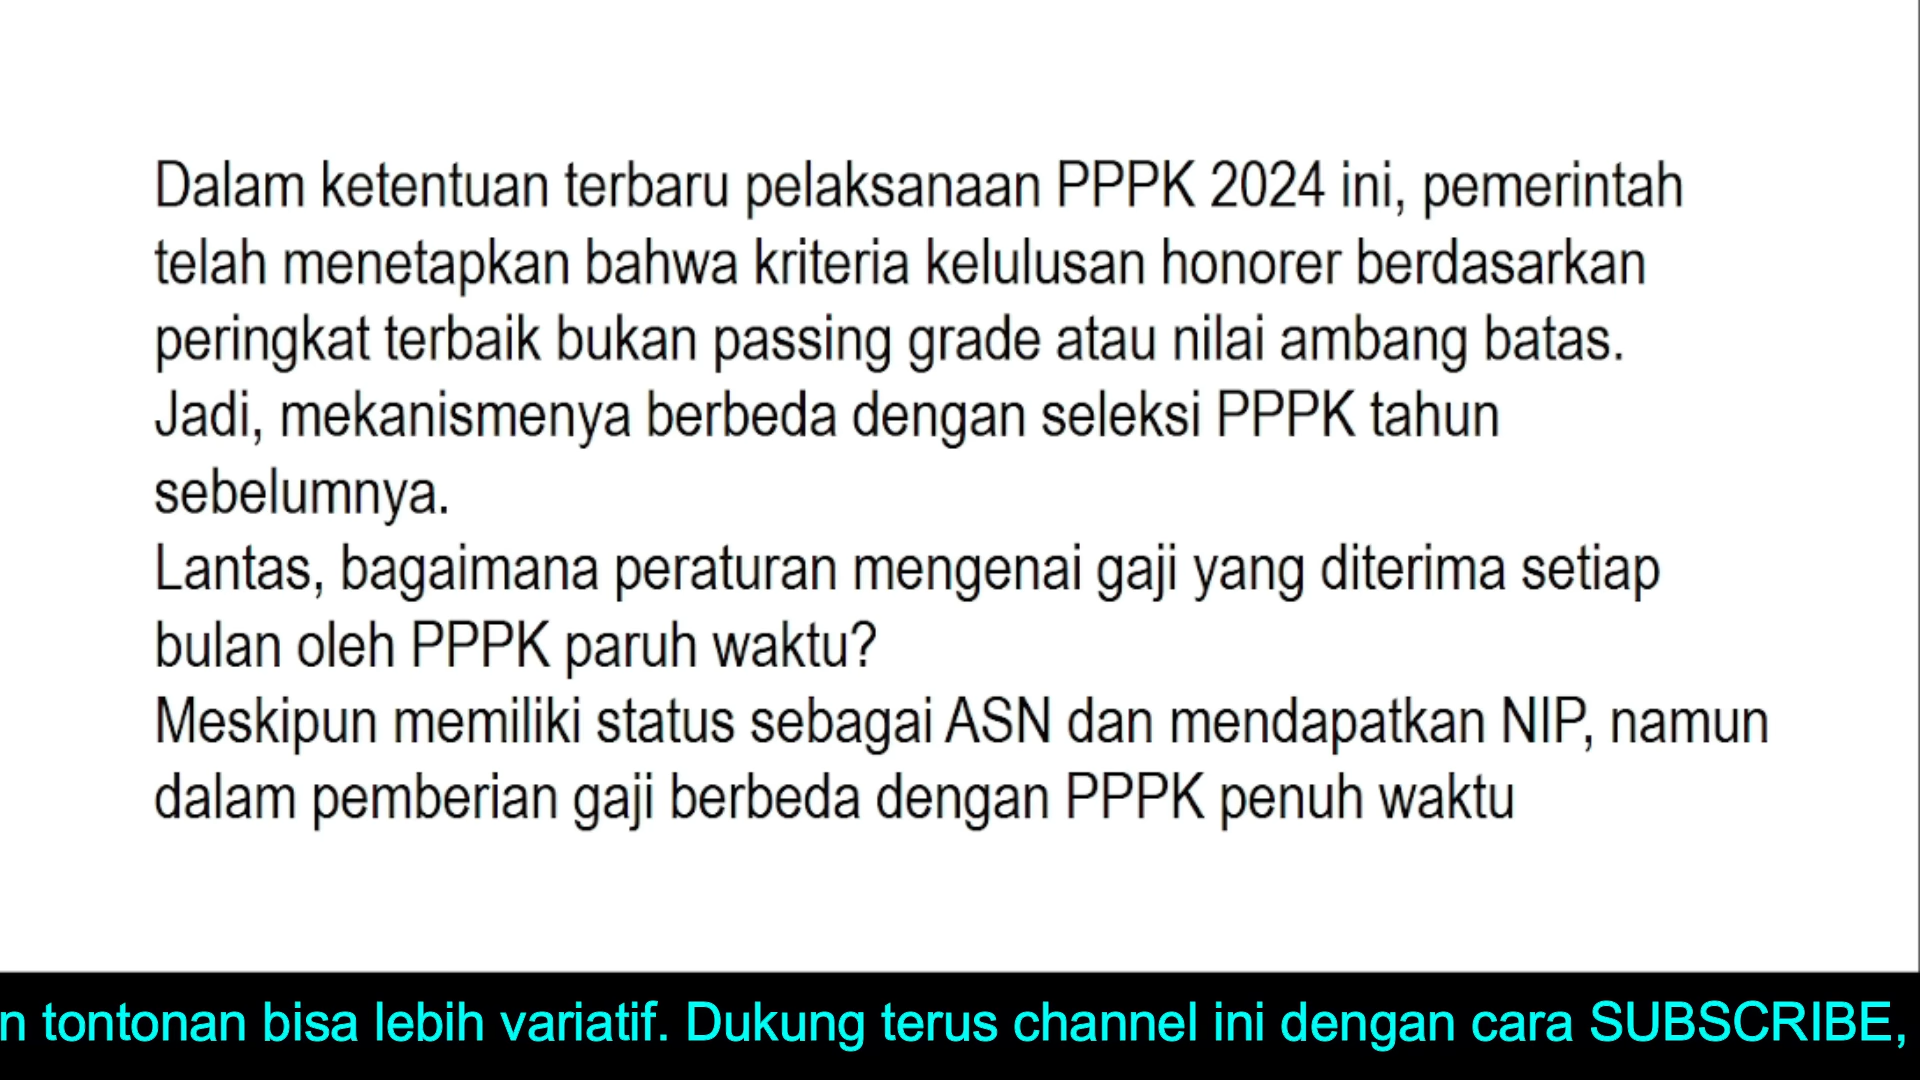 Dalam ketentuan terbaru pelaksanaan PPPK 2024 ini, pemerintah
telah menetapkan bahwa kriteria kelulusan honorer berdasarkan
peringkat terbaik bukan passing grade atau nilai ambang batas.
Jadi, mekanismenya berbeda dengan seleksi PPPK tahun
sebelumnya.
Lantas, bagaimana peraturan mengenai gaji yang diterima setiap
bulan oleh PPPK paruh waktu?
Meskipun memiliki status sebagai ASN dan mendapatkan NIP, namun
dalam pemberian gaji berbeda dengan PPPK penuh waktu
n tontonan bisa lebih variatif. Dukung terus channel ini dengan cara SUBSCRIBE,